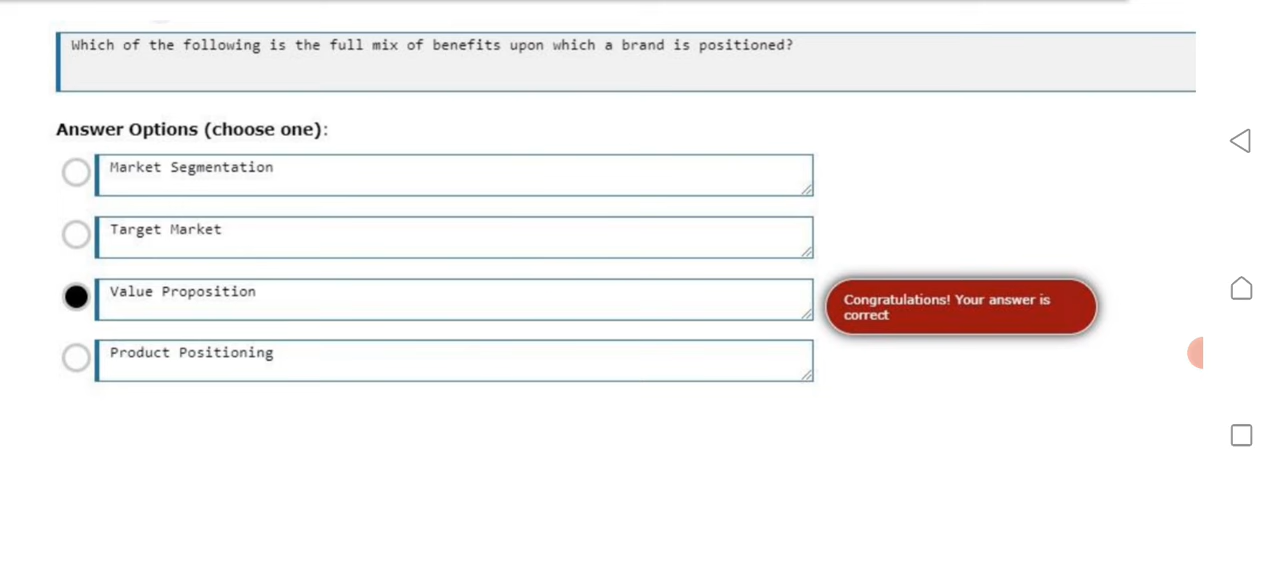 Which of the following is the full mix of benefits upon which a brand is positioned?
Answer Options (choose one):
Market Segmentation
Target Market
Value Proposition
Congratulations! Your answer is
correct
Product Positioning